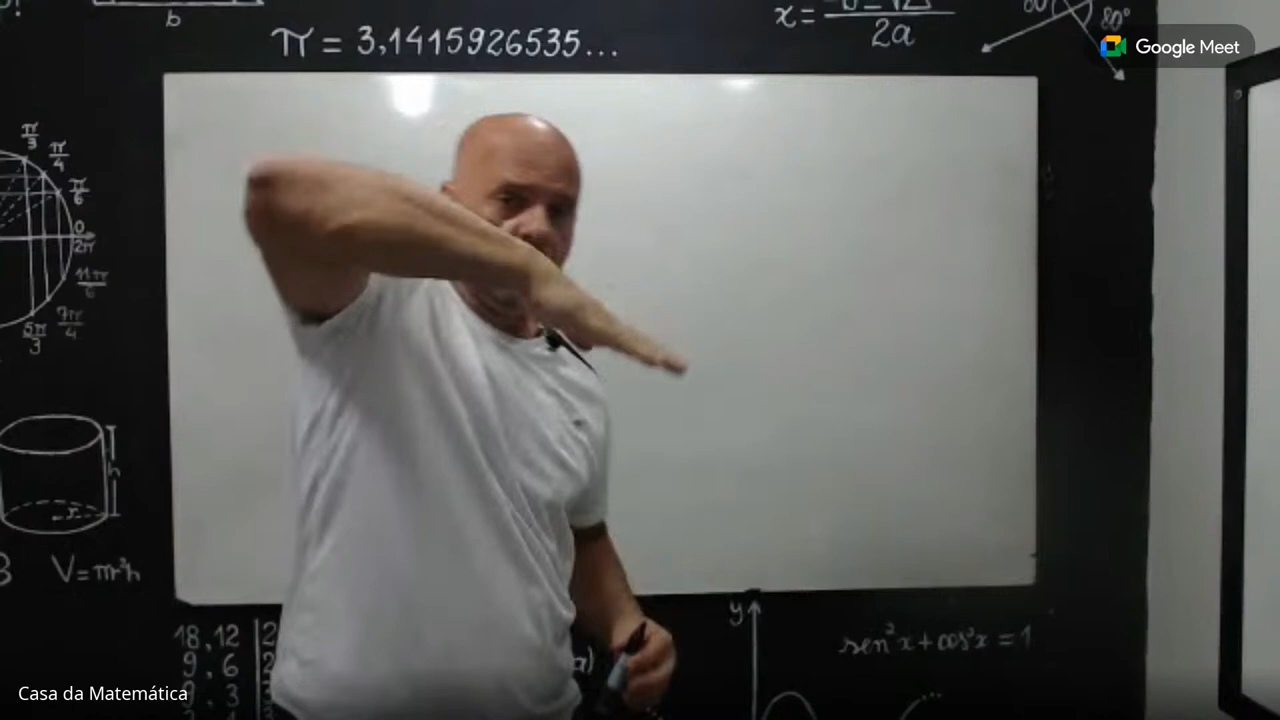 b
π = 3,1415926535...
2a
80°
Google Meet
π/3
π/4
π/6
0
2π
11π/6
7π/4
5π/3
h
r
V=πr²h
18,12 | 2
9, 6
3
y
a)
sen²x+cos²x = 1
Casa da Matemática